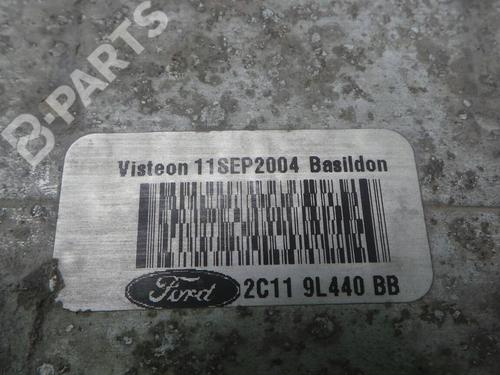 B-PARTS
Visteon 11SEP2004 Basildon
Ford 2C11 9L440 BB